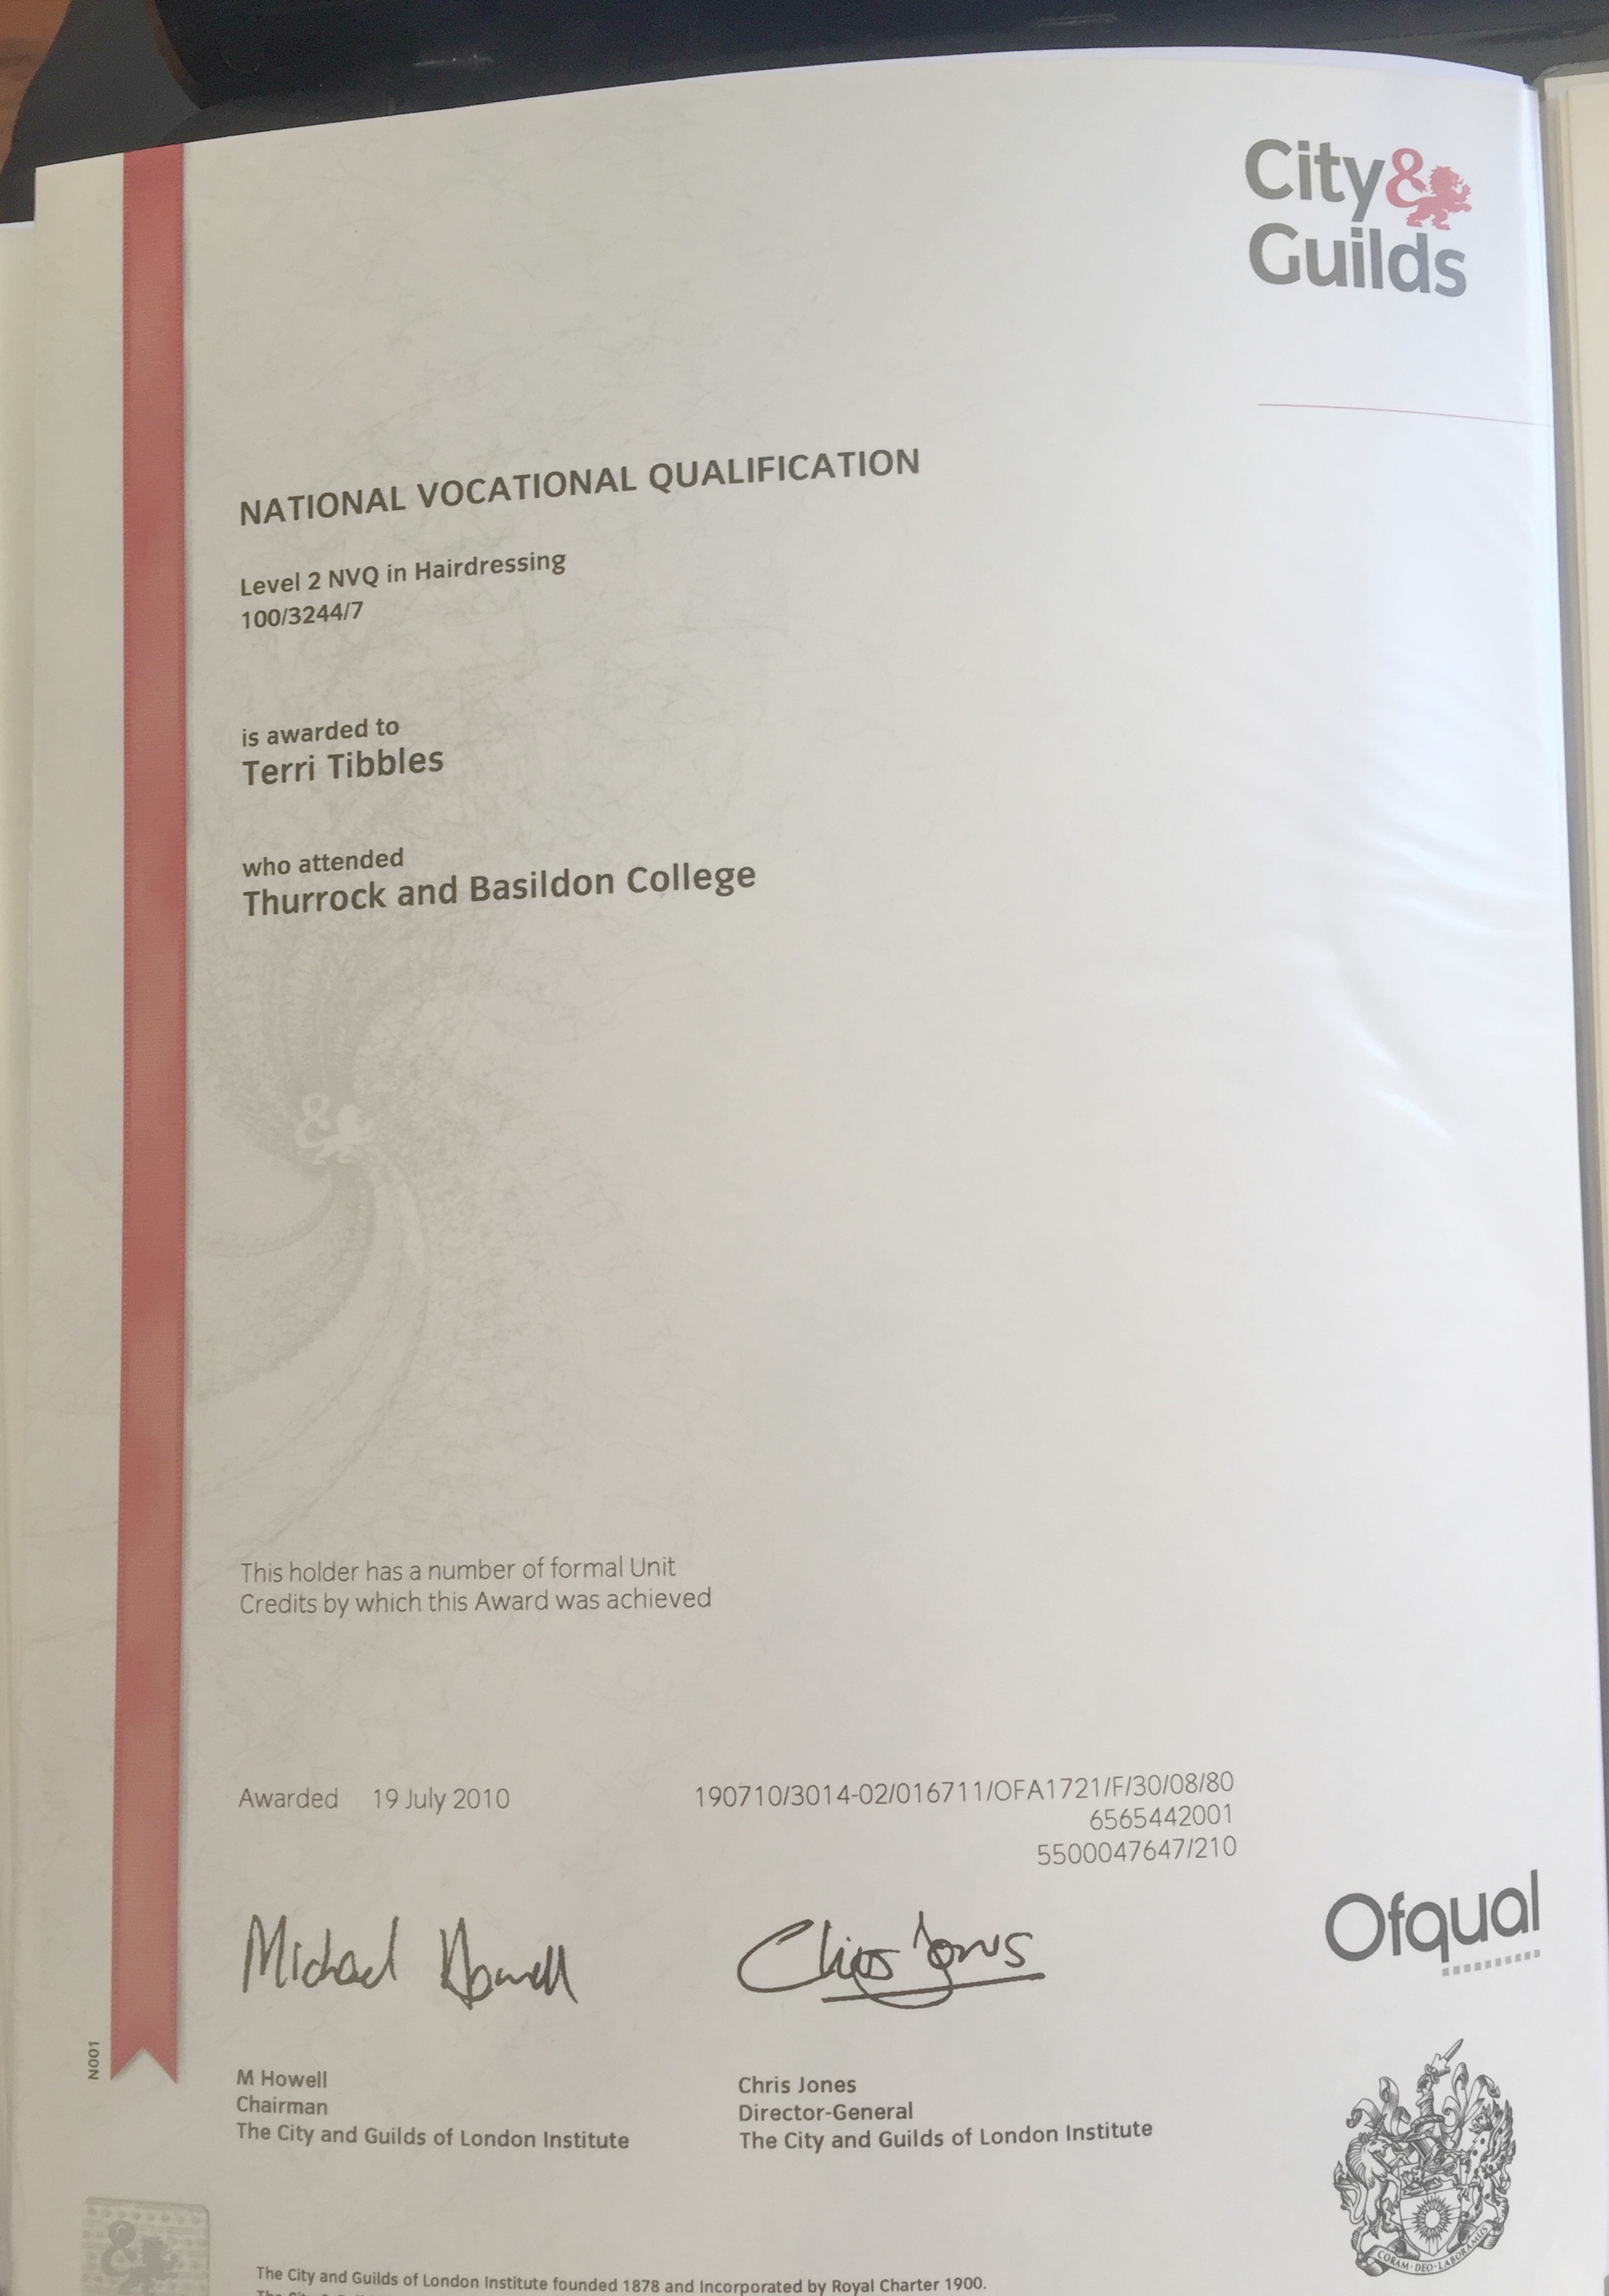 City&
Guilds
NATIONAL VOCATIONAL QUALIFICATION
Level 2 NVQ in Hairdressing
100/3244/7
is awarded to
Terri Tibbles
who attended
Thurrock and Basildon College
&
This holder has a number of formal Unit
Credits by which this Award was achieved
Awarded 19 July 2010
190710/3014-02/016711/OFA1721/F/30/08/80
6565442001
5500047647/210
Michael Howell
Chris Jones
Ofqual
N001
M Howell
Chairman
The City and Guilds of London Institute
Chris Jones
Director-General
The City and Guilds of London Institute
CORAM·DEO·LABORAMUS
&
The City and Guilds of London Institute founded 1878 and Incorporated by Royal Charter 1900.